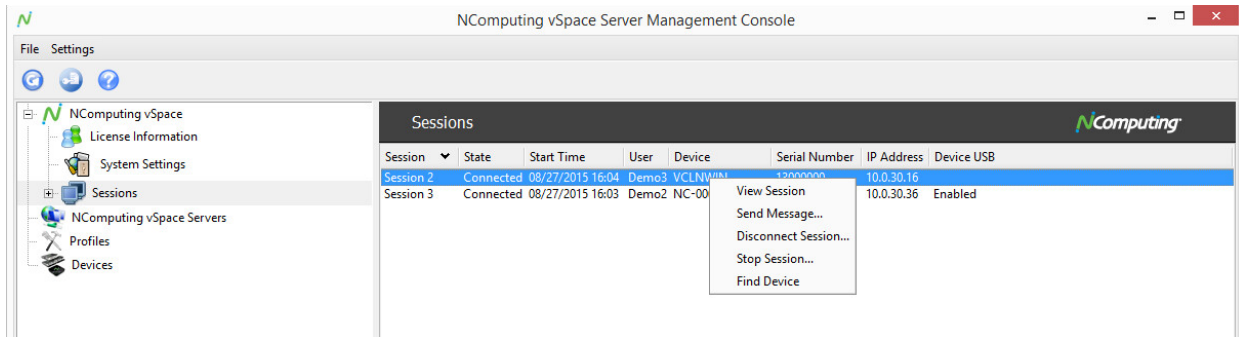 NComputing vSpace Server Management Console
File Settings
NComputing vSpace
License Information
System Settings
Sessions
NComputing vSpace Servers
Profiles
Devices
Sessions
NComputing
Session State Start Time User Device Serial Number IP Address Device USB
Session 2 Connected 08/27/2015 16:04 Demo3 VCLNWIN 10.0.30.16
Session 3 Connected 08/27/2015 16:03 Demo2 10.0.30.36 Enabled
View Session
Send Message...
Disconnect Session...
Stop Session...
Find Device